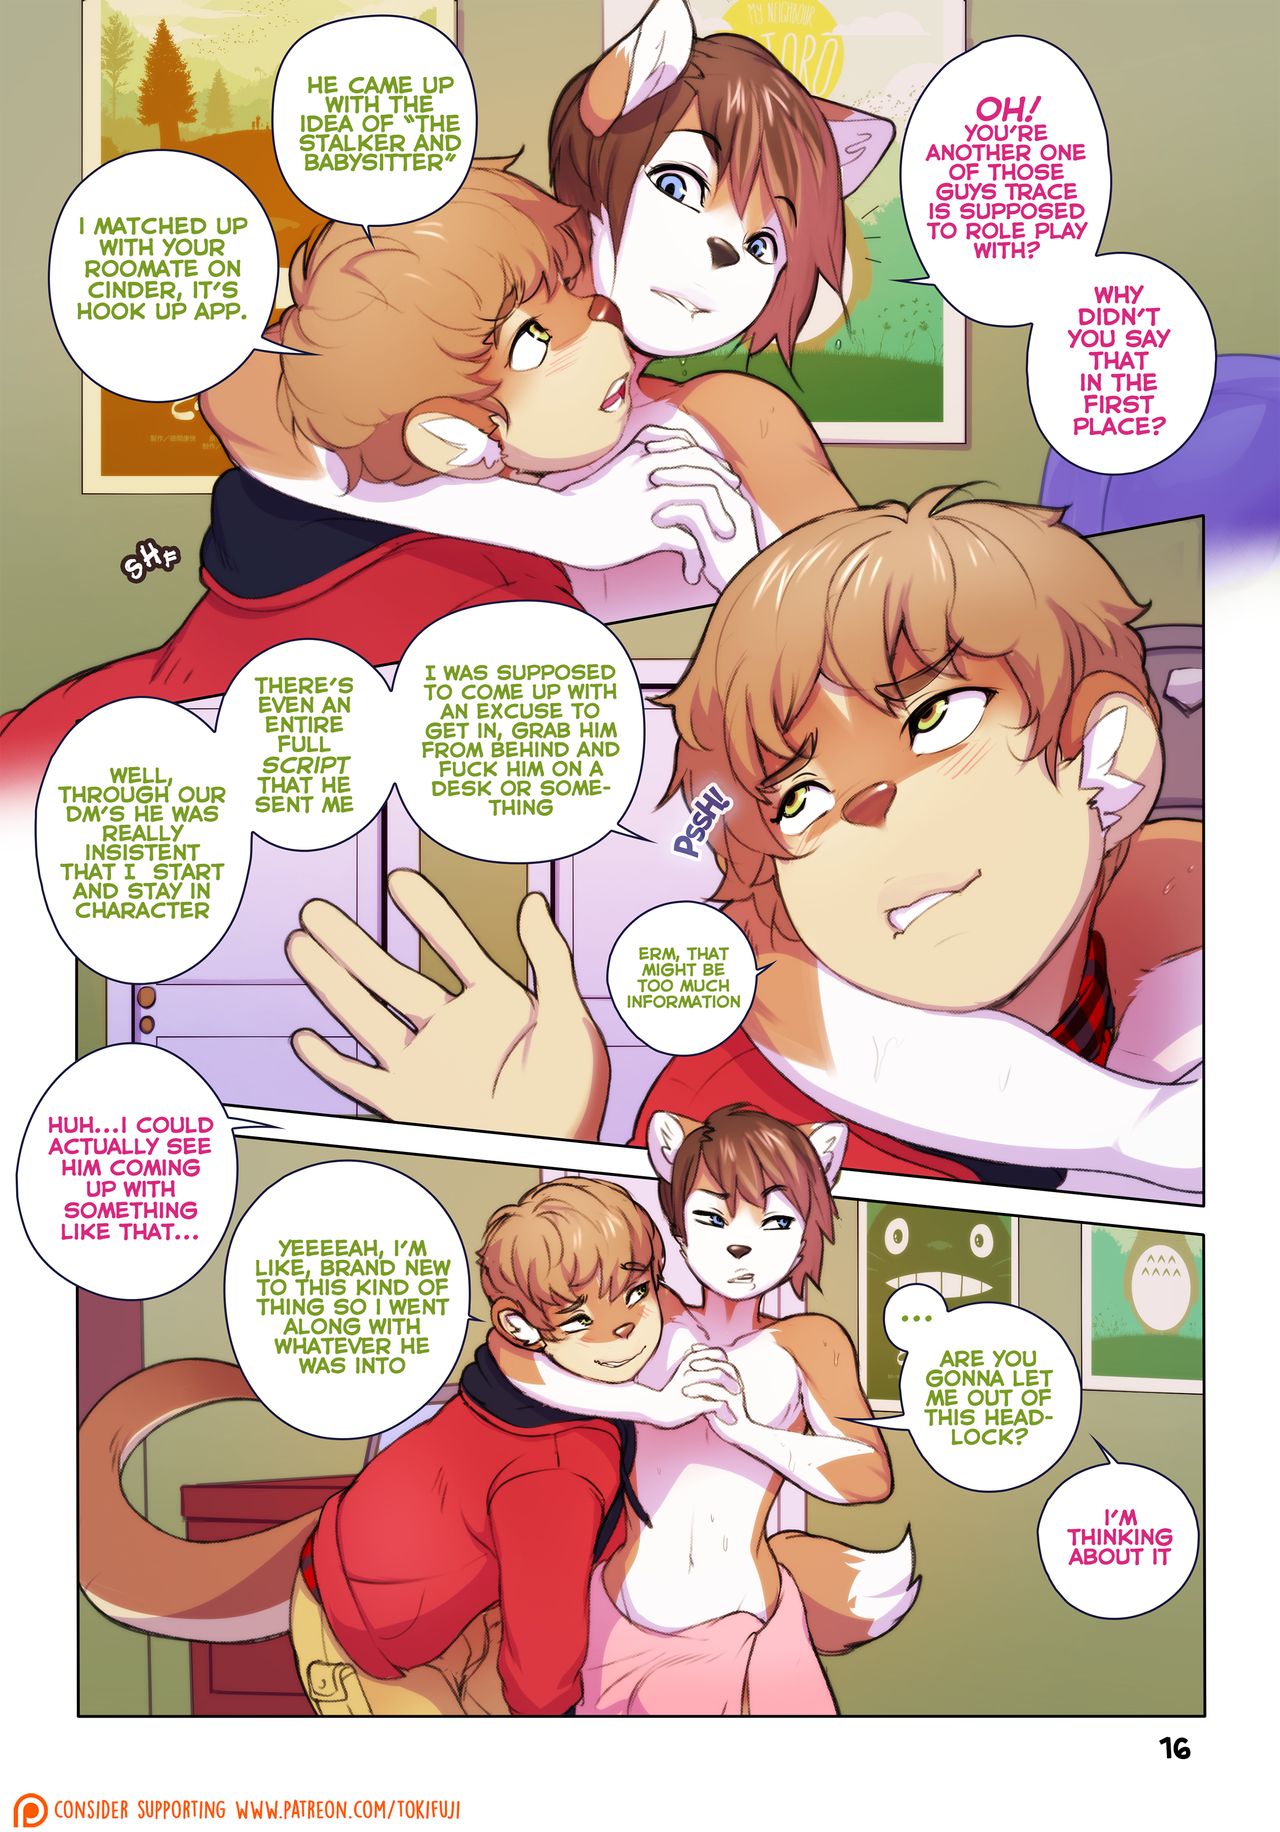 MY NEIGHBOUR
HE CAME UP
WITH THE
IDEA OF "THE
STALKER AND
BABYSITTER"
I MATCHED UP
WITH YOUR
ROOMATE ON
CINDER, IT'S
HOOK UP APP.
OH!
YOU'RE
ANOTHER ONE
OF THOSE
GUYS TRACE
IS SUPPOSED
TO ROLE PLAY
WITH?
WHY
DIDN'T
YOU SAY
THAT
IN THE
FIRST
PLACE?
SHF
WELL,
THROUGH OUR
DM'S HE WAS
REALLY
INSISTENT
THAT I START
AND STAY IN
CHARACTER
THERE'S
EVEN AN
ENTIRE
FULL
SCRIPT
THAT HE
SENT ME
I WAS SUPPOSED
TO COME UP WITH
AN EXCUSE TO
GET IN, GRAB HIM
FROM BEHIND AND
FUCK HIM ON A
DESK OR SOME-
THING
PSSH!
ERM, THAT
MIGHT BE
TOO MUCH
INFORMATION
HUH...I COULD
ACTUALLY SEE
HIM COMING
UP WITH
SOMETHING
LIKE THAT...
YEEEEAH, I'M
LIKE, BRAND NEW
TO THIS KIND OF
THING SO I WENT
ALONG WITH
WHATEVER HE
WAS INTO
...
ARE YOU
GONNA LET
ME OUT OF
THIS HEAD-
LOCK?
I'M
THINKING
ABOUT IT
16
CONSIDER SUPPORTING WWW.PATREON.COM/TOKIFUJI